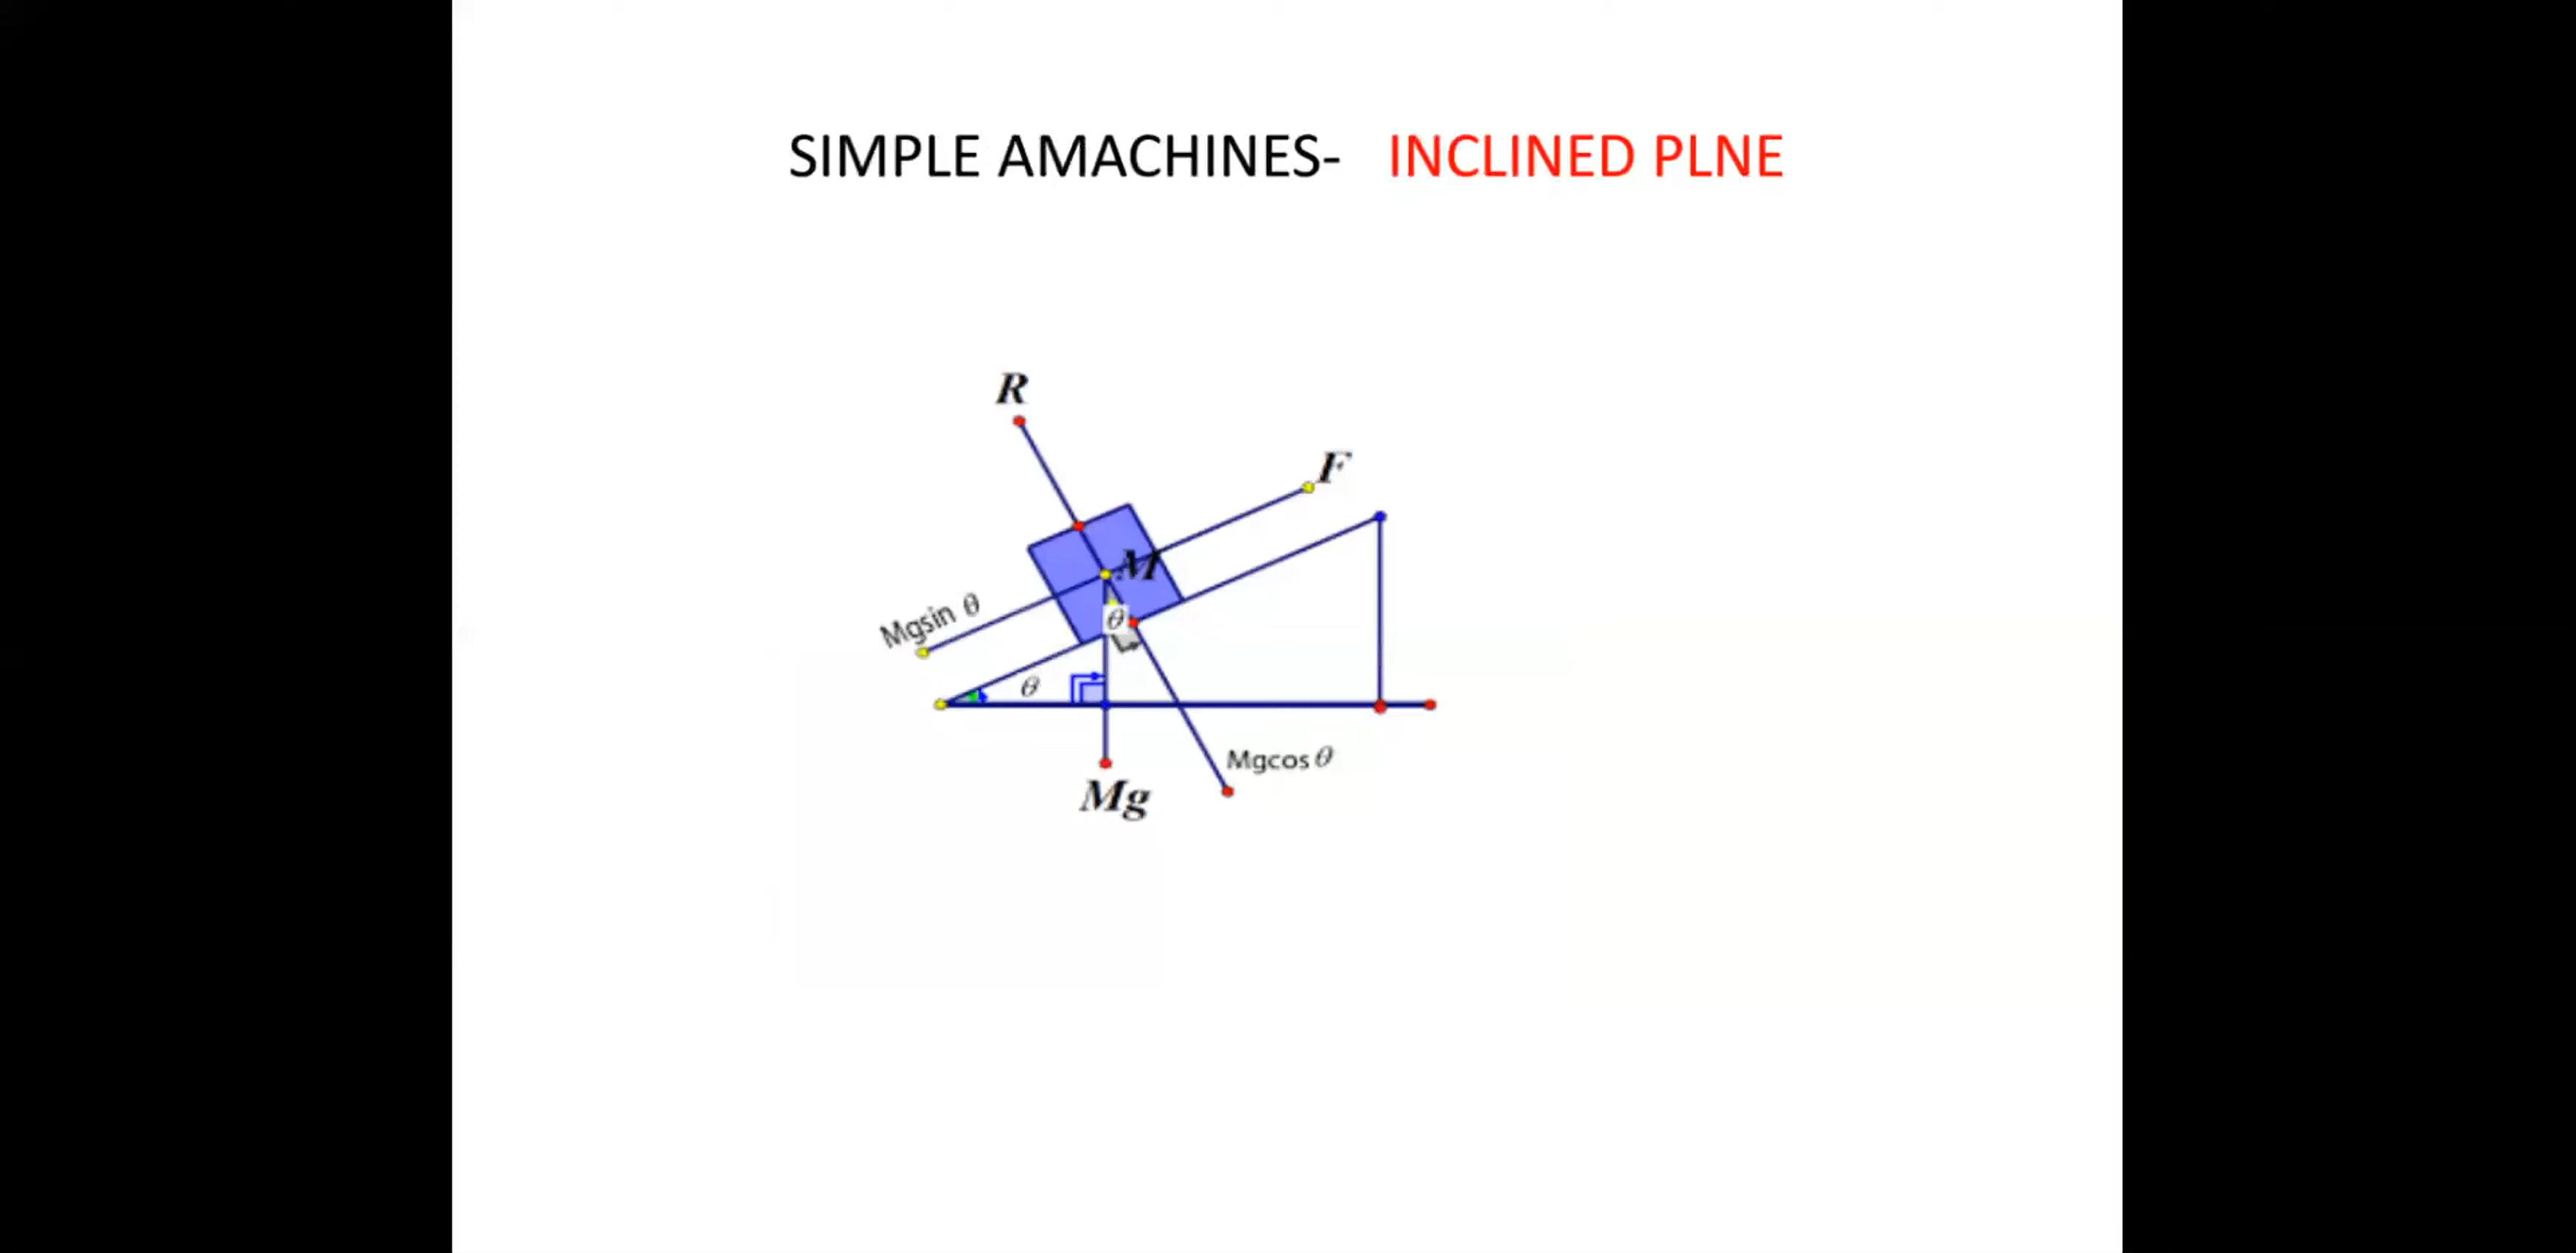 SIMPLE AMACHINES- INCLINED PLNE
R
F
M
Mgsin θ
θ
θ
Mgcos θ
Mg